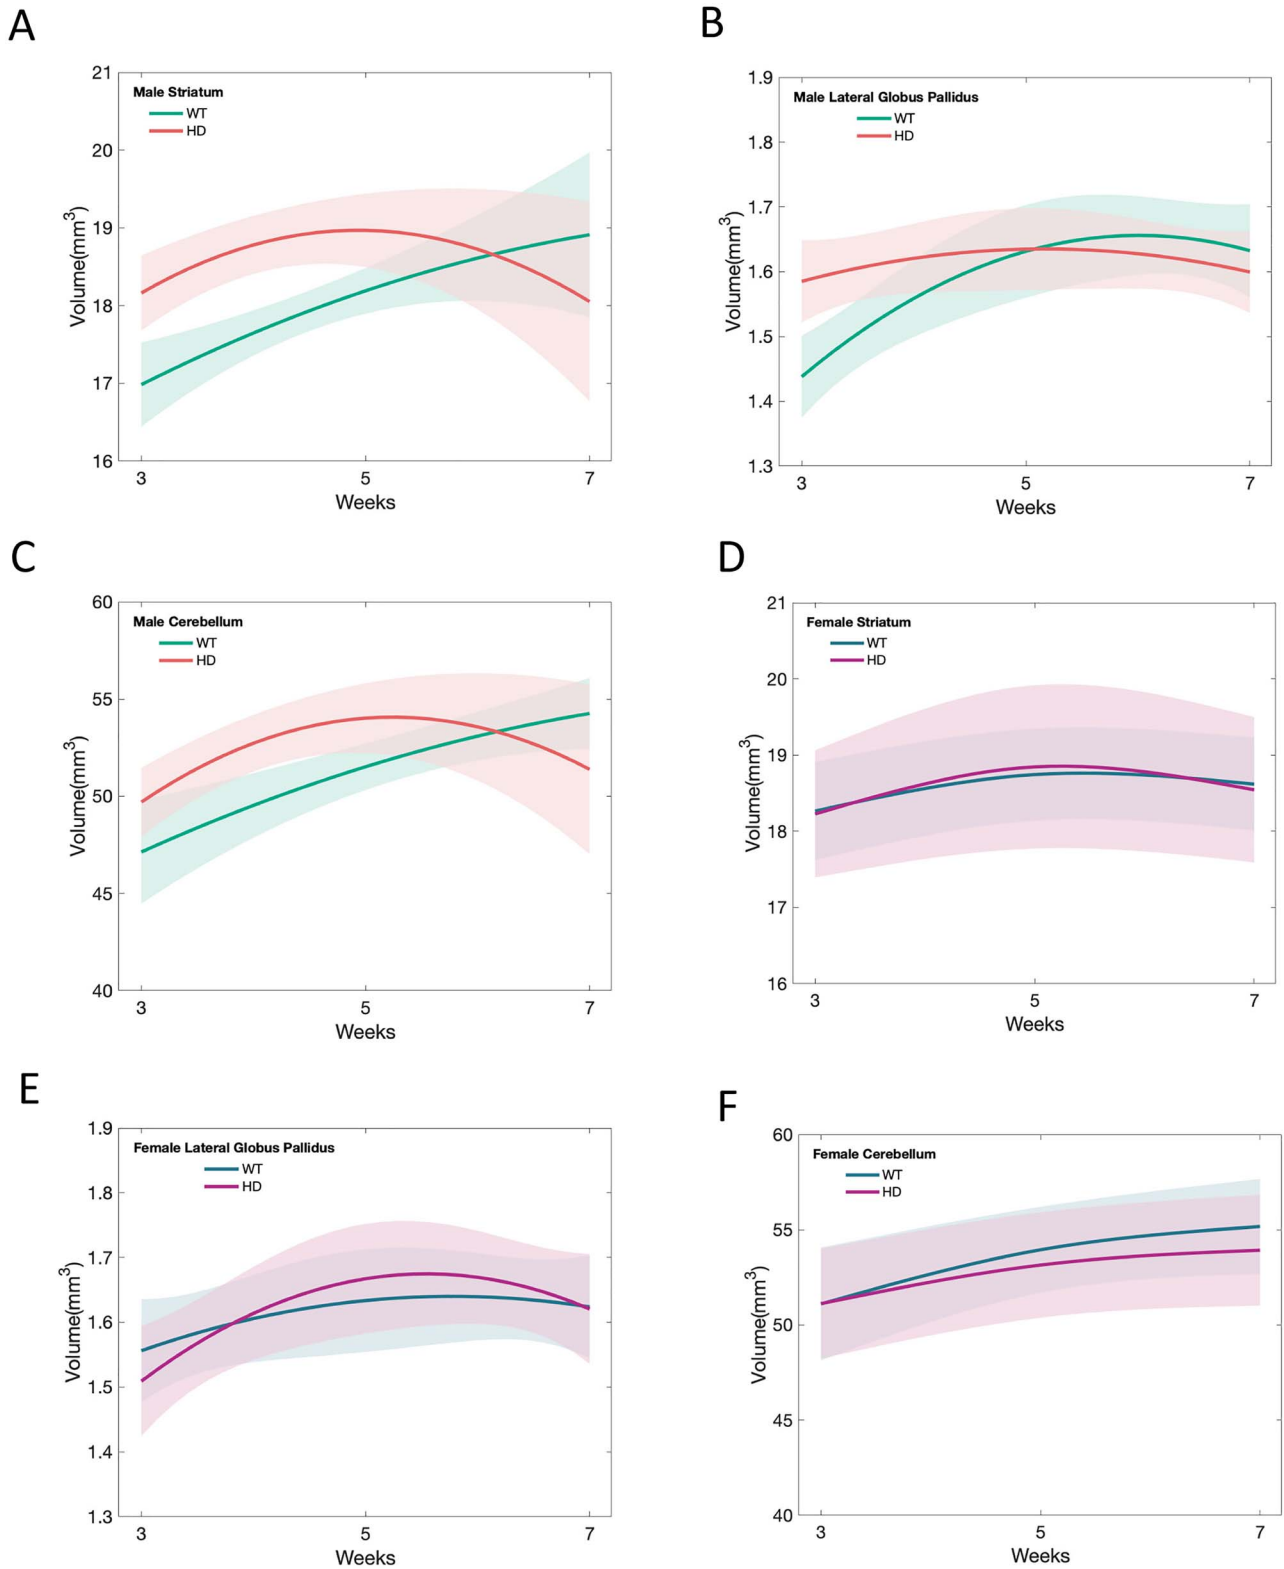 A
Male Striatum
WT
HD
21
20
19
18
17
16
Volume(mm3)
3 5 7
Weeks
B
Male Lateral Globus Pallidus
WT
HD
1.9
1.8
1.7
1.6
1.5
1.4
1.3
Volume(mm3)
3 5 7
Weeks
C
Male Cerebellum
WT
HD
60
55
50
45
40
Volume(mm3)
3 5 7
Weeks
D
Female Striatum
WT
HD
21
20
19
18
17
16
Volume(mm3)
3 5 7
Weeks
E
Female Lateral Globus Pallidus
WT
HD
1.9
1.8
1.7
1.6
1.5
1.4
1.3
Volume(mm3)
3 5 7
Weeks
F
Female Cerebellum
WT
HD
60
55
50
45
40
Volume(mm3)
3 5 7
Weeks